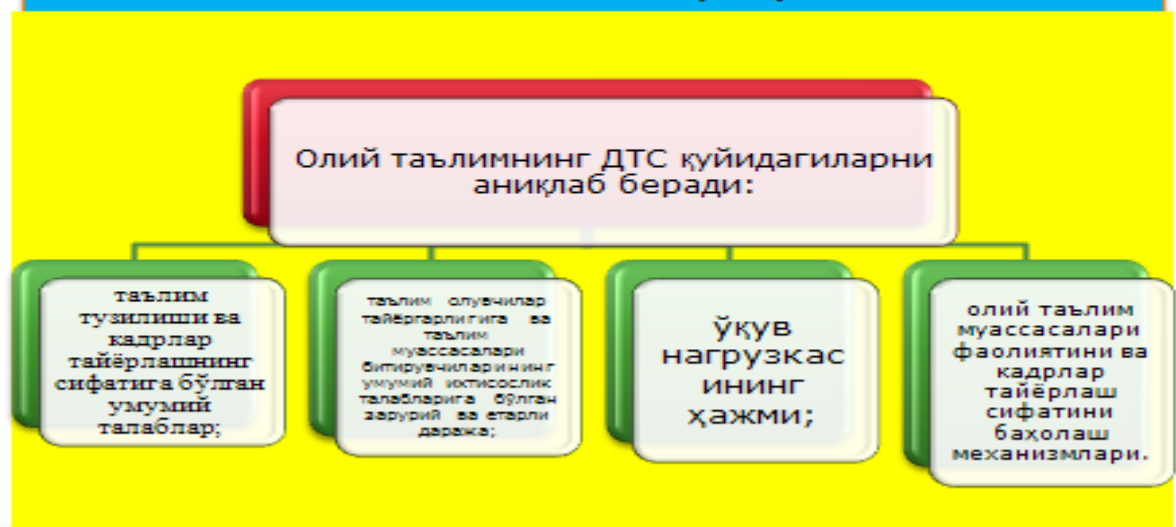 Олий таълимнинг ДТС қуйидагиларни
аниқлаб беради:
таълим
тузилиши ва
кадрлар
тайёрлашнинг
сифатига бўлган
умумий
талаблар;
таълим олувчилар
тайёргарлигига ва
таълим
муассасалари
битирувчиларининг
умумий ихтисослик
талабларига бўлган
зарурий ва етарли
даража;
ўқув
нагрузкас
ининг
ҳажми;
олий таълим
муассасалари
фаолиятини ва
кадрлар
тайёрлаш
сифатини
баҳолаш
механизмлари.